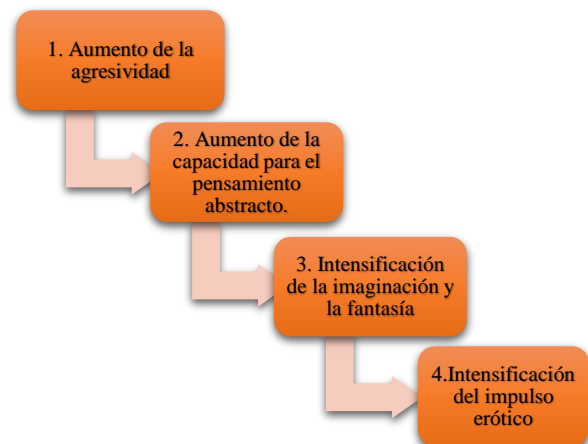 1. Aumento de la
agresividad
2. Aumento de la
capacidad para el
pensamiento
abstracto.
3. Intensificación
de la imaginación y
la fantasía
4.Intensificación
del impulso
erótico